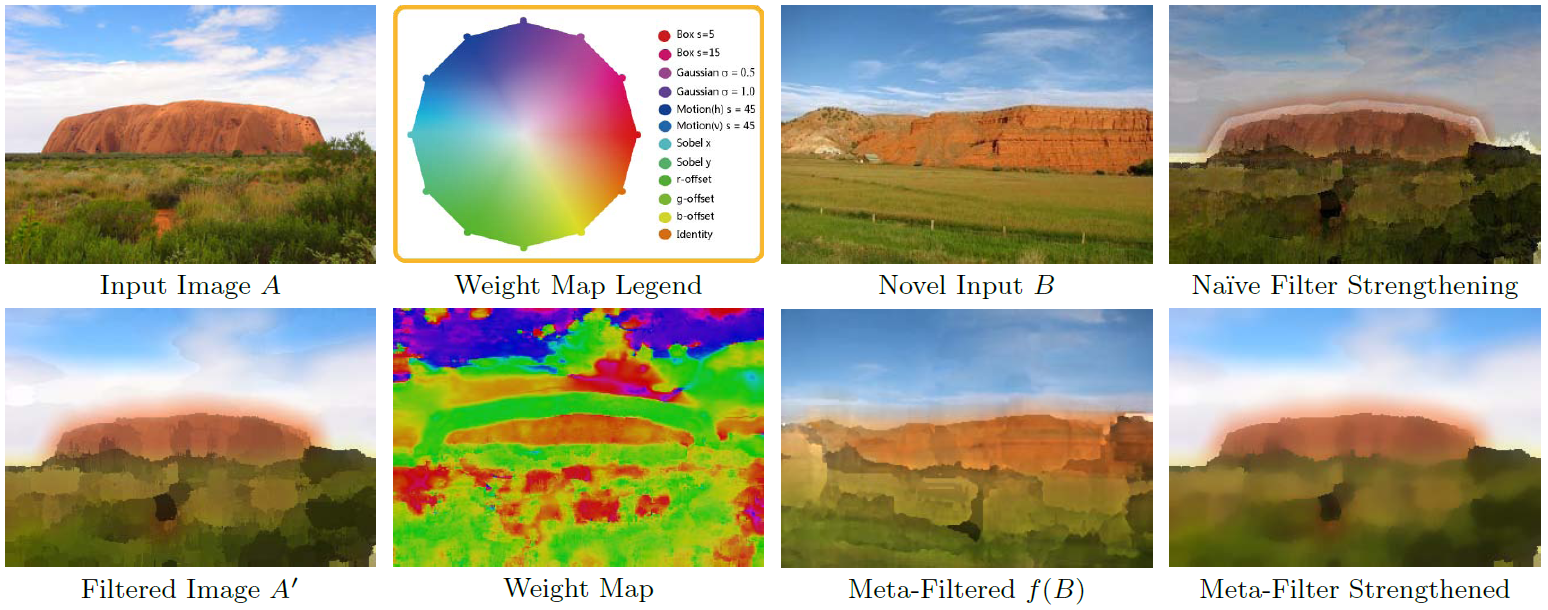 Box s=5
Box s=15
Gaussian σ = 0.5
Gaussian σ = 1.0
Motion(h) s = 45
Motion(v) s = 45
Sobel x
Sobel y
r-offset
g-offset
b-offset
Identity
Input Image A
Weight Map Legend
Novel Input B
Naïve Filter Strengthening
Filtered Image A′
Weight Map
Meta-Filtered f(B)
Meta-Filter Strengthened